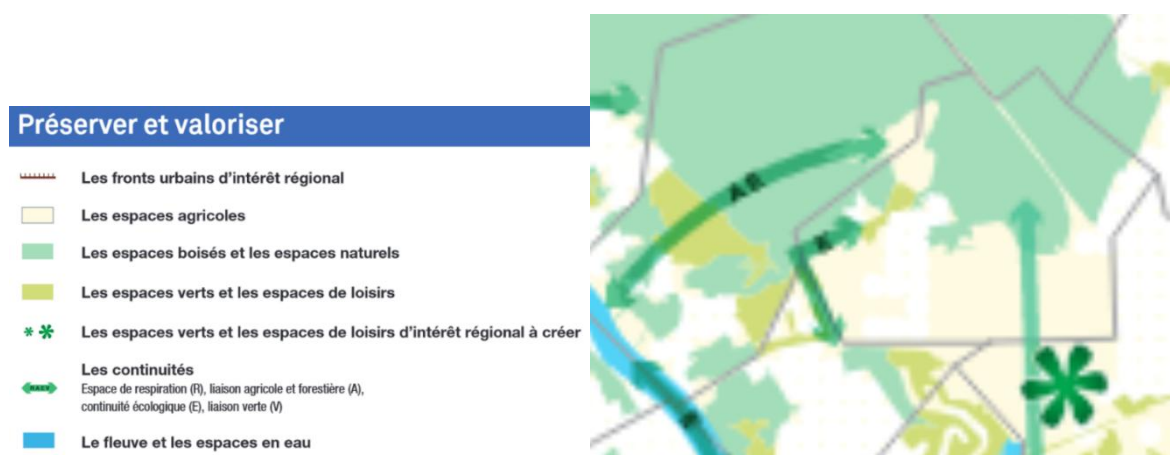 Préserver et valoriser
Les fronts urbains d'intérêt régional
Les espaces agricoles
Les espaces boisés et les espaces naturels
Les espaces verts et les espaces de loisirs
Les espaces verts et les espaces de loisirs d'intérêt régional à créer
Les continuités
Espace de respiration (R), liaison agricole et forestière (A),
continuité écologique (E), liaison verte (V)
Le fleuve et les espaces en eau
A R